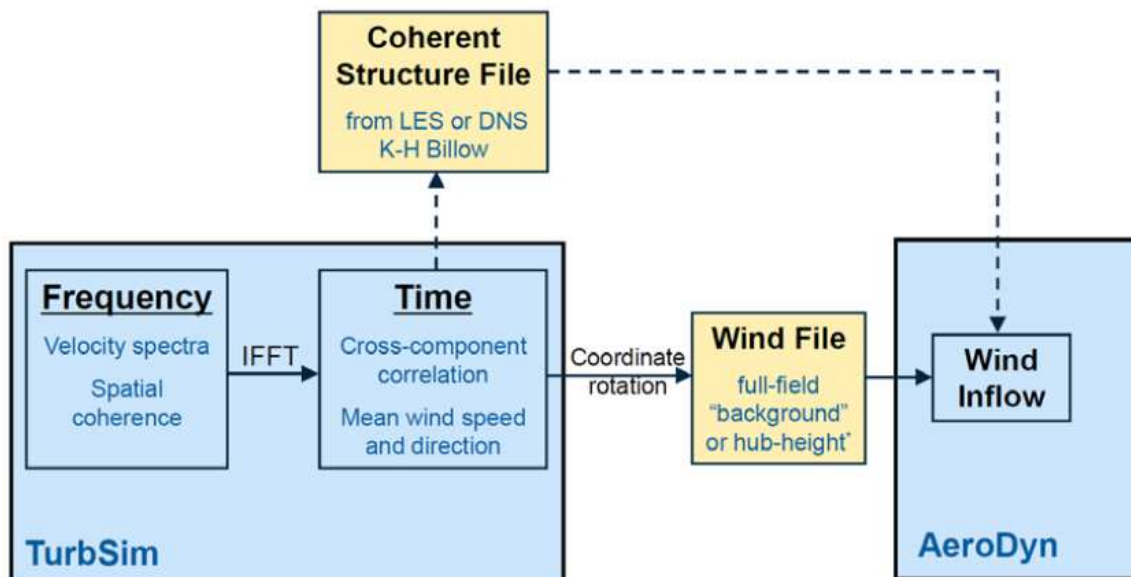 Coherent
Structure File
from LES or DNS
K-H Billow
Frequency
Velocity spectra
Spatial
coherence
IFFT
Time
Cross-component
correlation
Mean wind speed
and direction
Coordinate
rotation
Wind File
full-field
“background”
or hub-height*
Wind
Inflow
TurbSim
AeroDyn